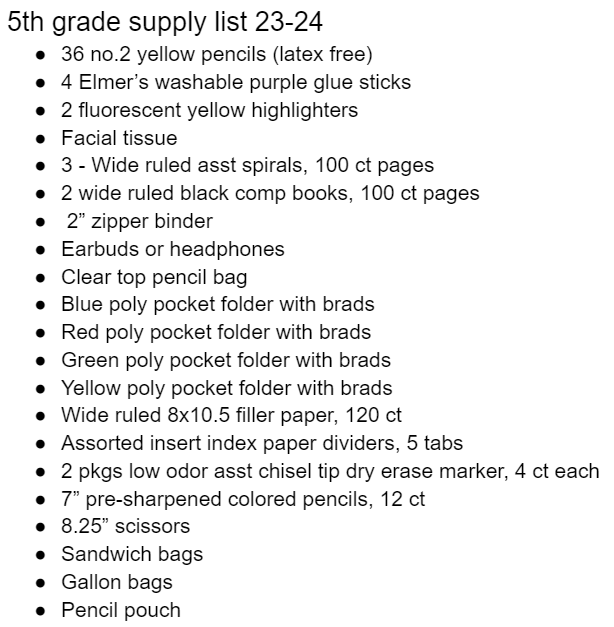 5th grade supply list 23-24
● 36 no.2 yellow pencils (latex free)
● 4 Elmer’s washable purple glue sticks
● 2 fluorescent yellow highlighters
● Facial tissue
● 3 - Wide ruled asst spirals, 100 ct pages
● 2 wide ruled black comp books, 100 ct pages
● 2” zipper binder
● Earbuds or headphones
● Clear top pencil bag
● Blue poly pocket folder with brads
● Red poly pocket folder with brads
● Green poly pocket folder with brads
● Yellow poly pocket folder with brads
● Wide ruled 8x10.5 filler paper, 120 ct
● Assorted insert index paper dividers, 5 tabs
● 2 pkgs low odor asst chisel tip dry erase marker, 4 ct each
● 7” pre-sharpened colored pencils, 12 ct
● 8.25” scissors
● Sandwich bags
● Gallon bags
● Pencil pouch